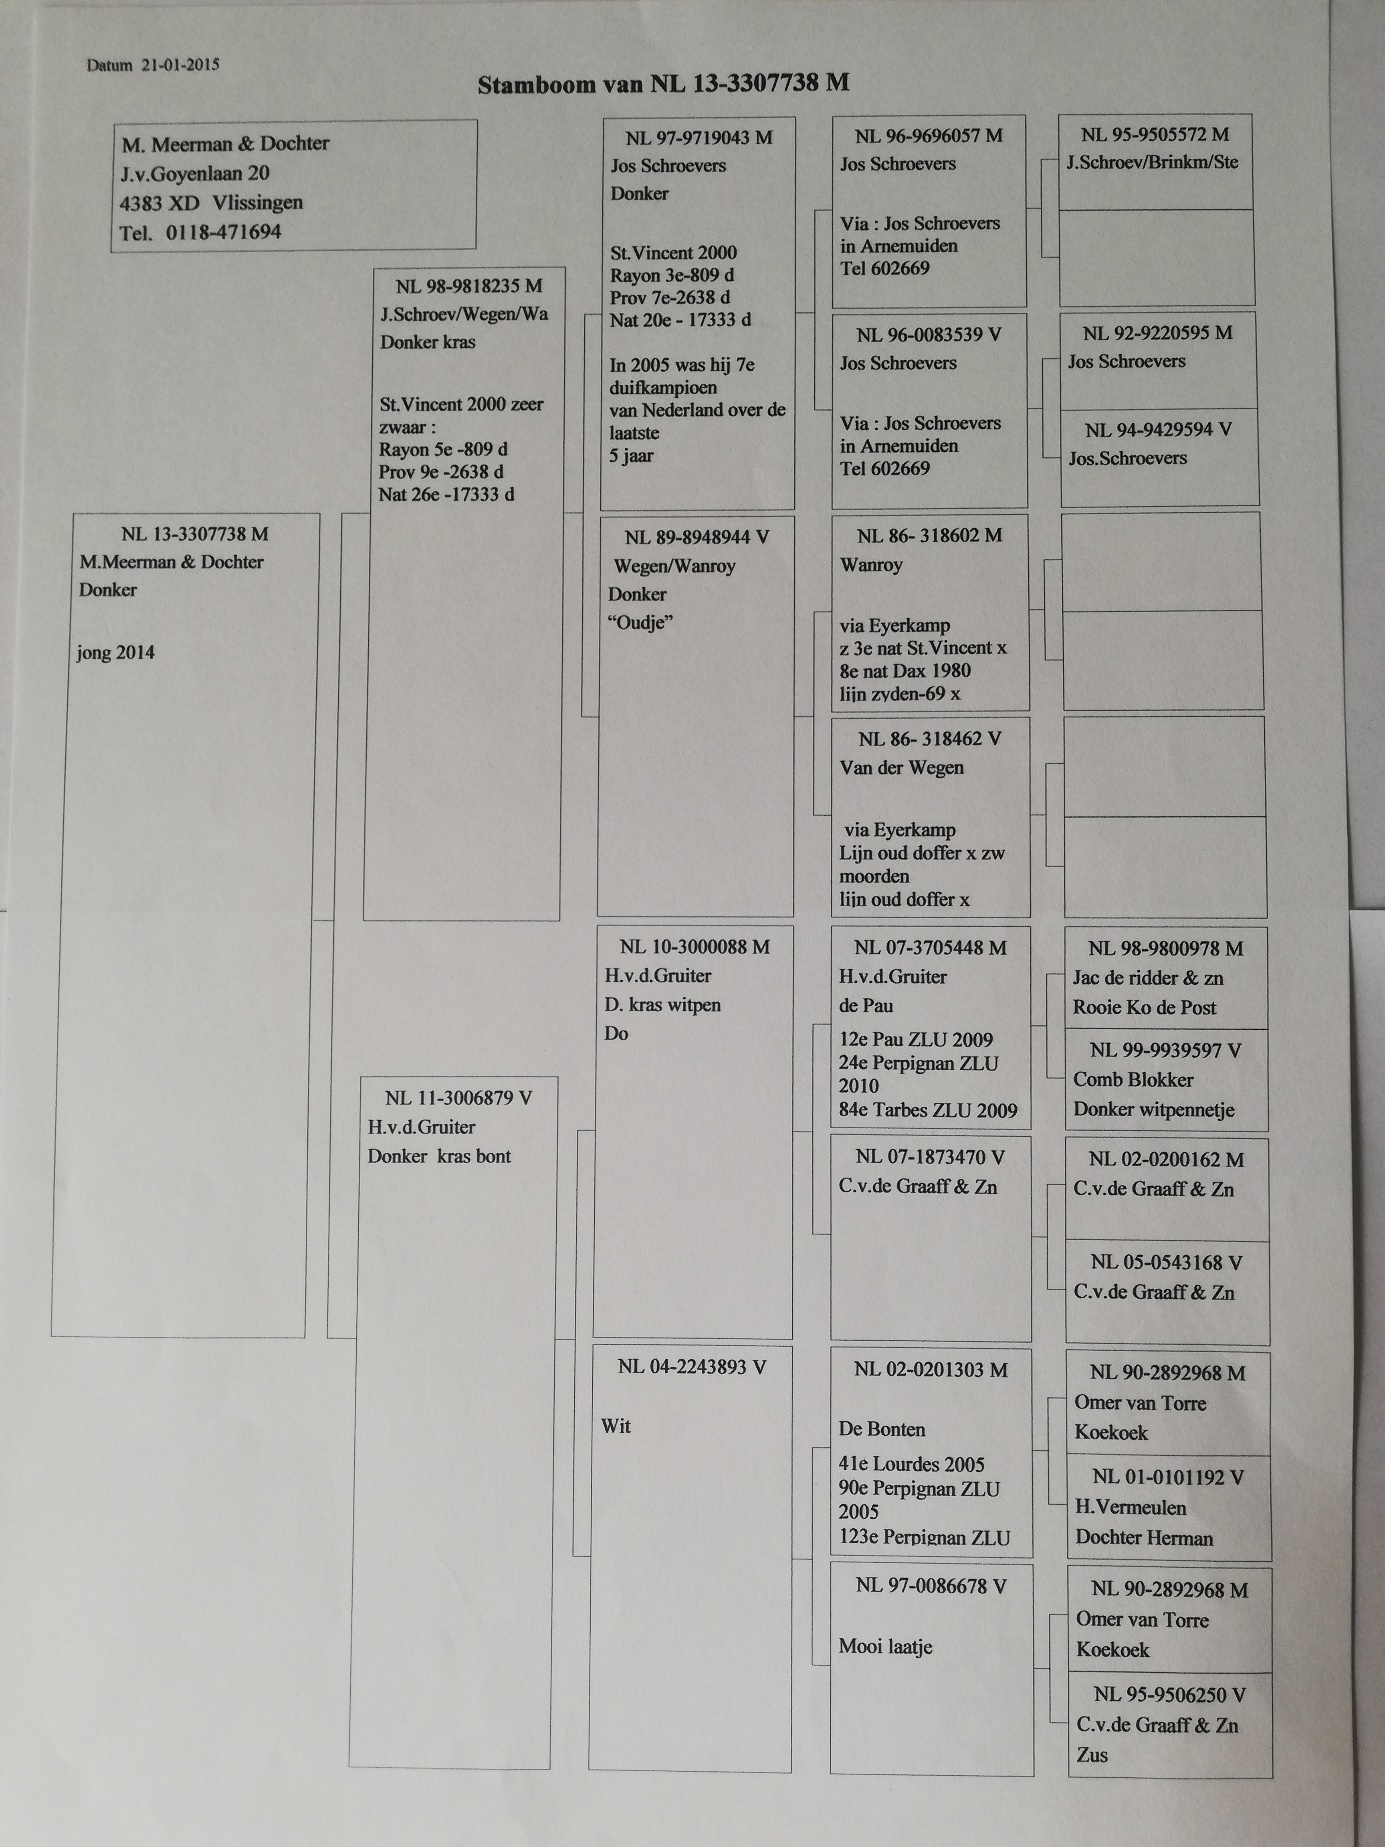 Datum 21-01-2015
Stamboom van NL 13-3307738 M
M. Meerman & Dochter
J.v.Goyenlaan 20
4383 XD Vlissingen
Tel. 0118-471694
NL 13-3307738 M
M.Meerman & Dochter
Donker
jong 2014
NL 98-9818235 M
J.Schroev/Wegen/Wa
Donker kras
St.Vincent 2000 zeer
zwaar :
Rayon 5e -809 d
Prov 9e -2638 d
Nat 26e -17333 d
NL 11-3006879 V
H.v.d.Gruiter
Donker kras bont
NL 97-9719043 M
Jos Schroevers
Donker
St.Vincent 2000
Rayon 3e-809 d
Prov 7e-2638 d
Nat 20e - 17333 d
In 2005 was hij 7e
duifkampioen
van Nederland over de
laatste
5 jaar
NL 89-8948944 V
Wegen/Wanroy
Donker
“Oudje”
NL 10-3000088 M
H.v.d.Gruiter
D. kras witpen
Do
NL 04-2243893 V
Wit
NL 96-9696057 M
Jos Schroevers
Via : Jos Schroevers
in Arnemuiden
Tel 602669
NL 96-0083539 V
Jos Schroevers
Via : Jos Schroevers
in Arnemuiden
Tel 602669
NL 86- 318602 M
Wanroy
via Eyerkamp
z 3e nat St.Vincent x
8e nat Dax 1980
lijn zyden-69 x
NL 86- 318462 V
Van der Wegen
via Eyerkamp
Lijn oud doffer x zw
moorden
lijn oud doffer x
NL 07-3705448 M
H.v.d.Gruiter
de Pau
12e Pau ZLU 2009
24e Perpignan ZLU
2010
84e Tarbes ZLU 2009
NL 07-1873470 V
C.v.de Graaff & Zn
NL 02-0201303 M
De Bonten
41e Lourdes 2005
90e Perpignan ZLU
2005
123e Perpignan ZLU
NL 97-0086678 V
Mooi laatje
NL 95-9505572 M
J.Schroev/Brinkm/Ste
NL 92-9220595 M
Jos Schroevers
NL 94-9429594 V
Jos.Schroevers
NL 98-9800978 M
Jac de ridder & zn
Rooie Ko de Post
NL 99-9939597 V
Comb Blokker
Donker witpennetje
NL 02-0200162 M
C.v.de Graaff & Zn
NL 05-0543168 V
C.v.de Graaff & Zn
NL 90-2892968 M
Omer van Torre
Koekoek
NL 01-0101192 V
H.Vermeulen
Dochter Herman
NL 90-2892968 M
Omer van Torre
Koekoek
NL 95-9506250 V
C.v.de Graaff & Zn
Zus